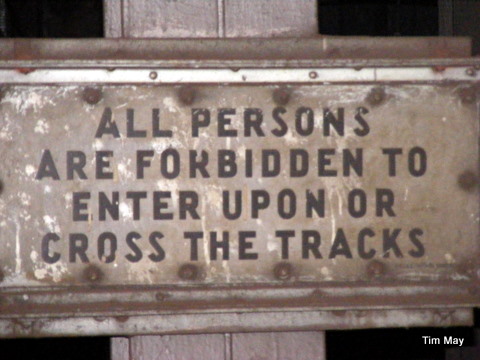 ALL PERSONS
ARE FORBIDDEN TO
ENTER UPON OR
CROSS THE TRACKS
Tim May